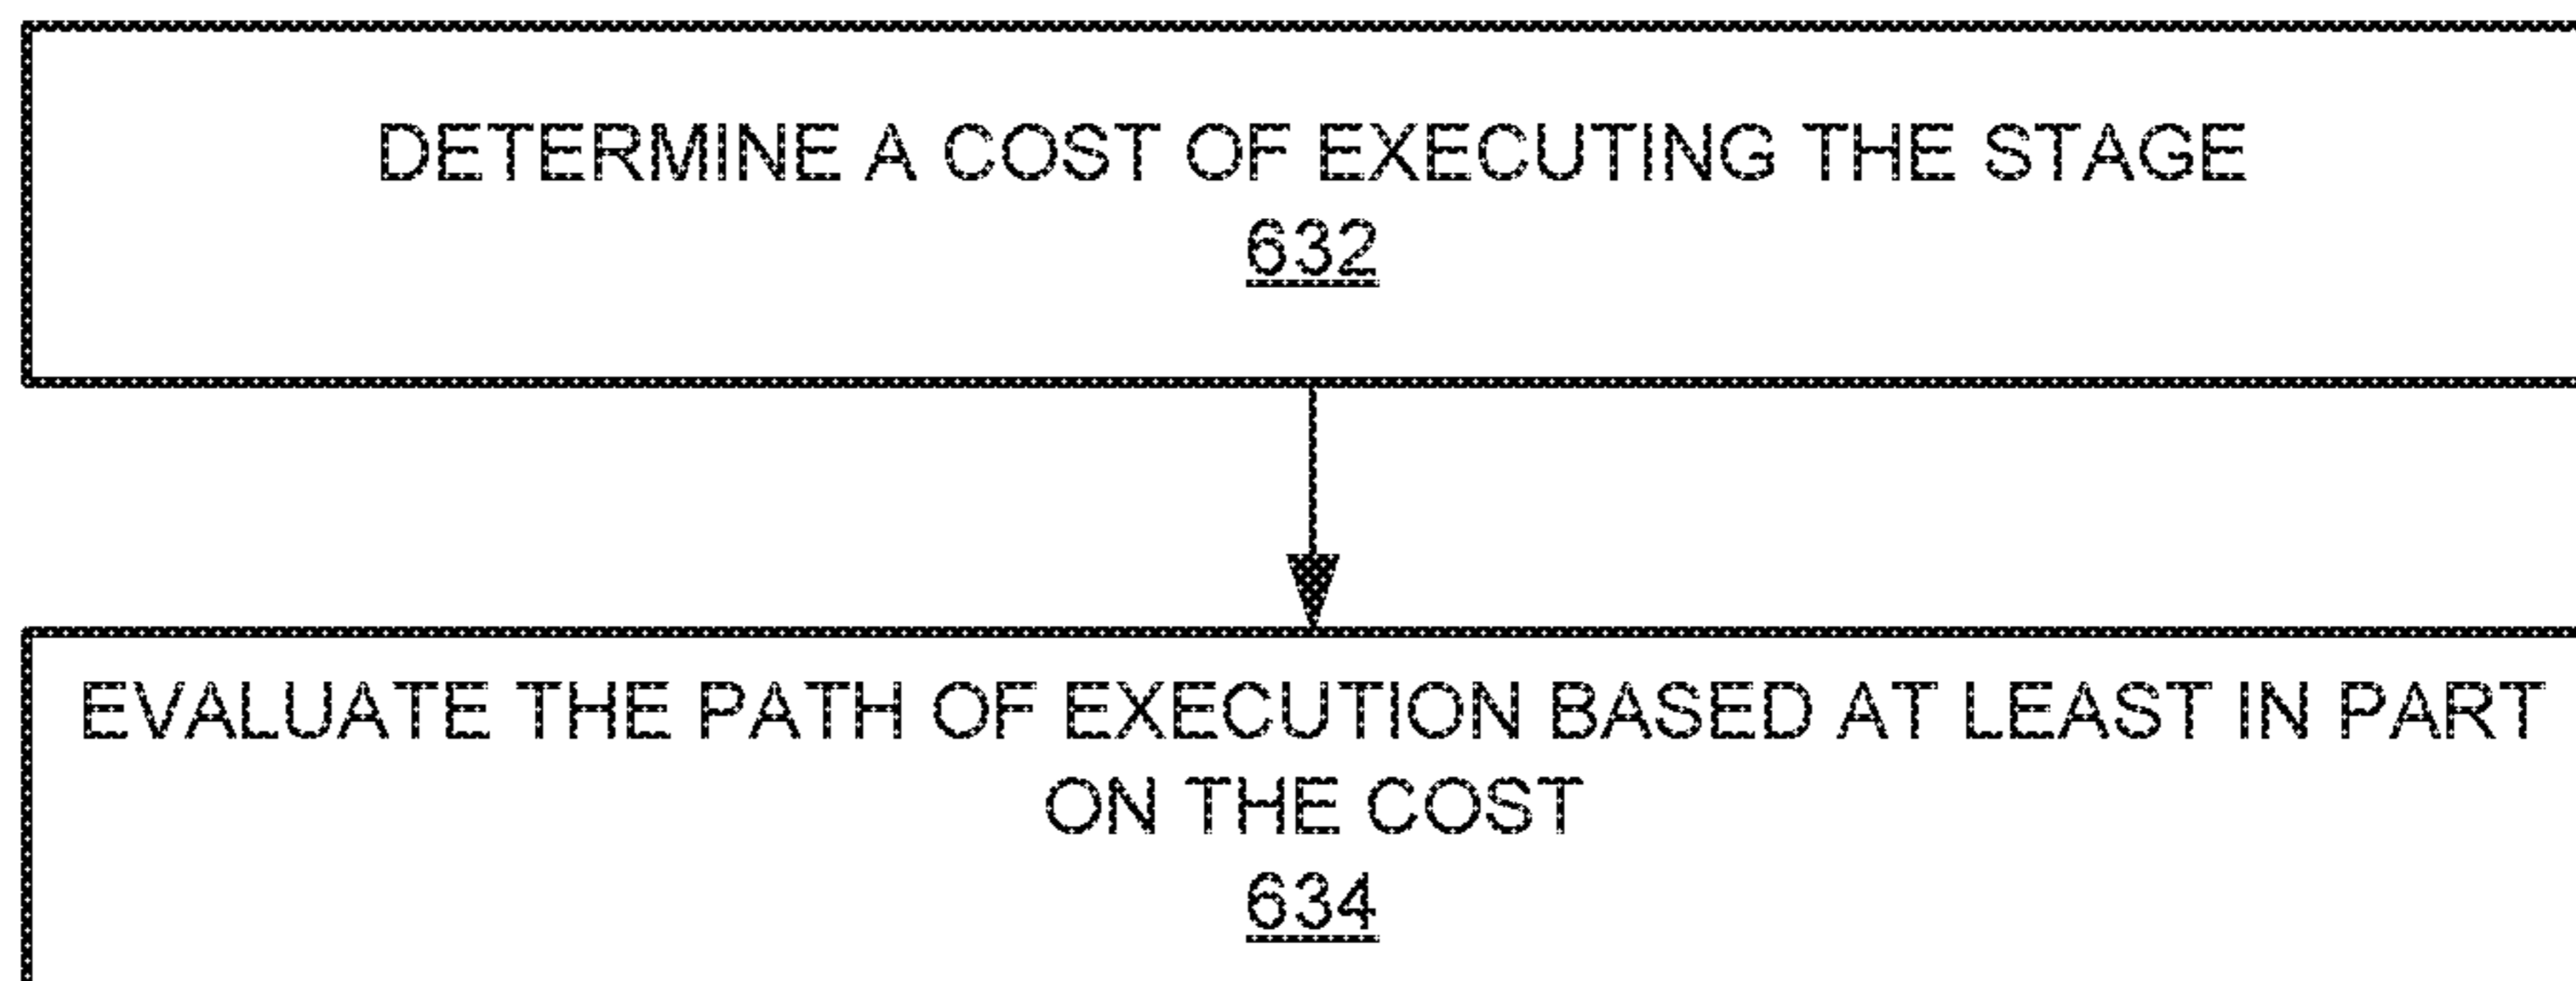 DETERMINE A COST OF EXECUTING THE STAGE
632
EVALUATE THE PATH OF EXECUTION BASED AT LEAST IN PART
ON THE COST
634